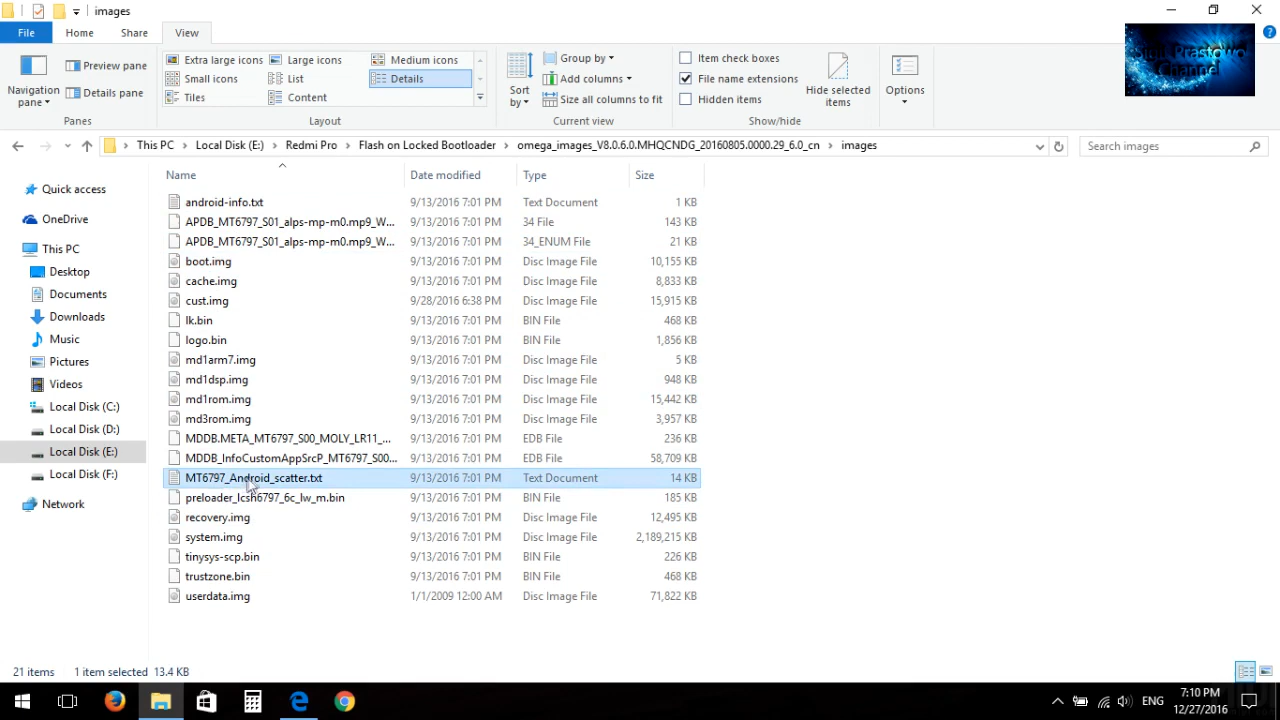 images
File Home Share View
Navigation pane
Preview pane
Details pane
Panes
Extra large icons Large icons Medium icons
Small icons List Details
Tiles Content
Layout
Sort by
Group by
Add columns
Size all columns to fit
Current view
Item check boxes
File name extensions
Hidden items
Hide selected items
Show/hide
Options
Channel
This PC Local Disk (E:) Redmi Pro Flash on Locked Bootloader omega_images_V8.0.6.0.MHQCNDG_20160805.0000.29_6.0_cn images
Search images
Quick access
OneDrive
This PC
Desktop
Documents
Downloads
Music
Pictures
Videos
Local Disk (C:)
Local Disk (D:)
Local Disk (E:)
Local Disk (F:)
Network
Name Date modified Type Size
android-info.txt 9/13/2016 7:01 PM Text Document 1 KB
APDB_MT6797_S01_alps-mp-m0.mp9_W... 9/13/2016 7:01 PM 34 File 143 KB
APDB_MT6797_S01_alps-mp-m0.mp9_W... 9/13/2016 7:01 PM 34_ENUM File 21 KB
boot.img 9/13/2016 7:01 PM Disc Image File 10,155 KB
cache.img 9/13/2016 7:01 PM Disc Image File 8,833 KB
cust.img 9/28/2016 6:38 PM Disc Image File 15,915 KB
lk.bin 9/13/2016 7:01 PM BIN File 468 KB
logo.bin 9/13/2016 7:01 PM BIN File 1,856 KB
md1arm7.img 9/13/2016 7:01 PM Disc Image File 5 KB
md1dsp.img 9/13/2016 7:01 PM Disc Image File 948 KB
md1rom.img 9/13/2016 7:01 PM Disc Image File 15,442 KB
md3rom.img 9/13/2016 7:01 PM Disc Image File 3,957 KB
MDDB.META_MT6797_S00_MOLY_LR11_... 9/13/2016 7:01 PM EDB File 236 KB
MDDB_InfoCustomAppSrcP_MT6797_S00... 9/13/2016 7:01 PM EDB File 58,709 KB
MT6797_Android_scatter.txt 9/13/2016 7:01 PM Text Document 14 KB
preloader_lcsh6797_6c_lw_m.bin 9/13/2016 7:01 PM BIN File 185 KB
recovery.img 9/13/2016 7:01 PM Disc Image File 12,495 KB
system.img 9/13/2016 7:01 PM Disc Image File 2,189,215 KB
tinysys-scp.bin 9/13/2016 7:01 PM BIN File 226 KB
trustzone.bin 9/13/2016 7:01 PM BIN File 468 KB
userdata.img 1/1/2009 12:00 AM Disc Image File 71,822 KB
21 items 1 item selected 13.4 KB
ENG
7:10 PM
12/27/2016